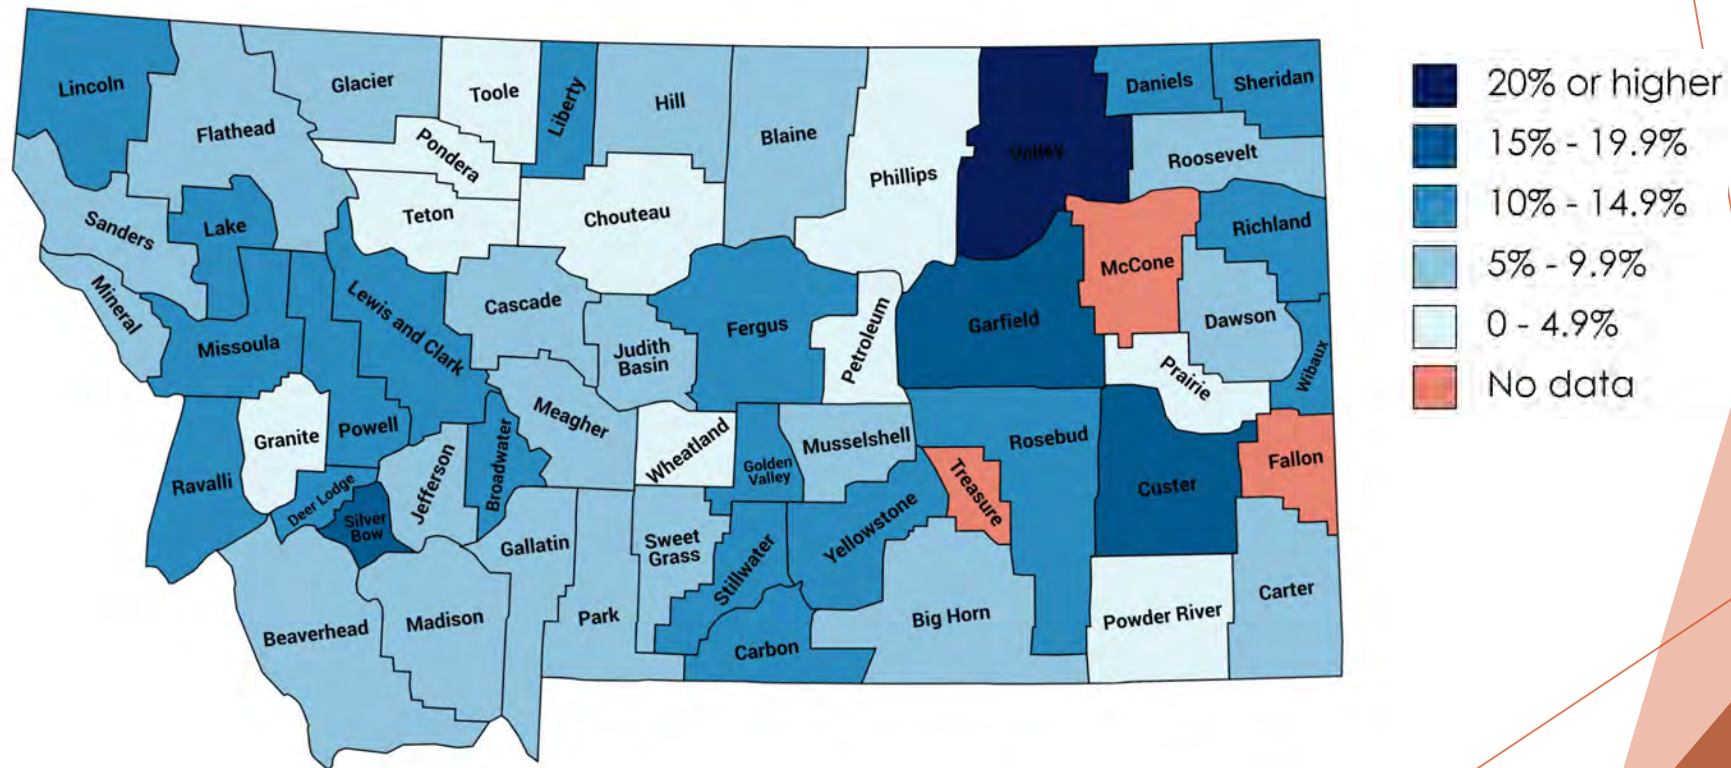 Lincoln
Flathead
Glacier
Toole
Liberty
Hill
Blaine
Phillips
Valley
Daniels
Sheridan
Roosevelt
Pondera
Teton
Chouteau
Sanders
Lake
Richland
McCone
Mineral
Missoula
Lewis and Clark
Cascade
Judith
Basin
Fergus
Petroleum
Garfield
Dawson
Prairie
Wibaux
Granite
Powell
Meagher
Wheatland
Golden
Valley
Musselshell
Rosebud
Treasure
Custer
Fallon
Ravalli
Deer Lodge
Silver
Bow
Jefferson
Broadwater
Gallatin
Sweet
Grass
Stillwater
Yellowstone
Beaverhead
Madison
Park
Carbon
Big Horn
Powder River
Carter
20% or higher
15% - 19.9%
10% - 14.9%
5% - 9.9%
0 - 4.9%
No data